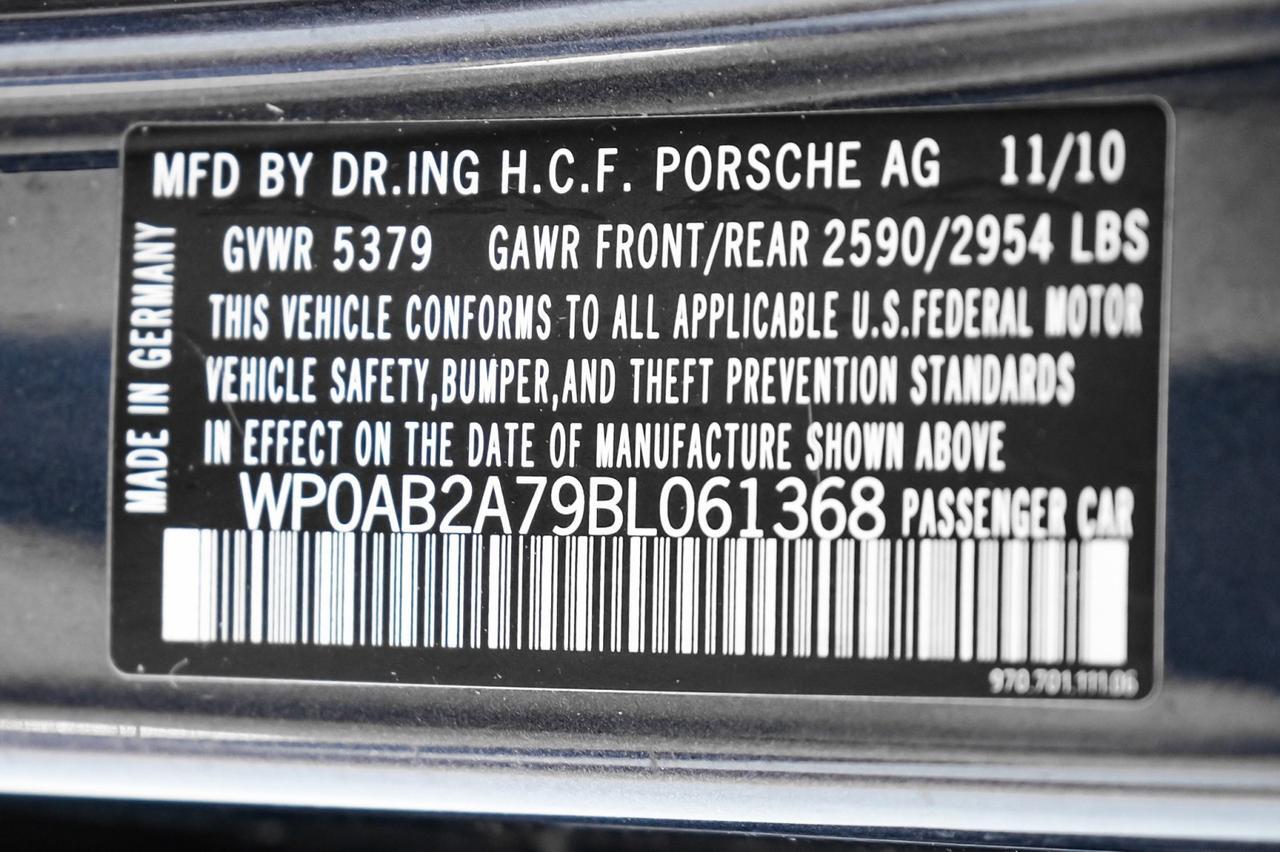 MFD BY DR.ING H.C.F. PORSCHE AG 11/10
GVWR 5379 GAWR FRONT/REAR 2590/2954 LBS
THIS VEHICLE CONFORMS TO ALL APPLICABLE U.S.FEDERAL MOTOR
VEHICLE SAFETY,BUMPER,AND THEFT PREVENTION STANDARDS
IN EFFECT ON THE DATE OF MANUFACTURE SHOWN ABOVE
WP0AB2A79BL061368 PASSENGER CAR
MADE IN GERMANY
970.701.111.06